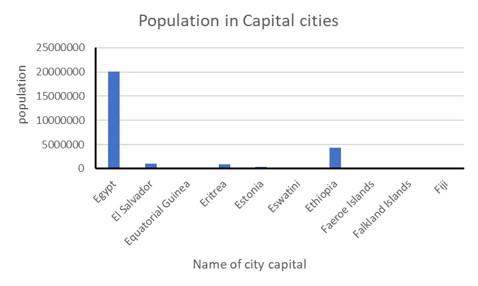 Population in Capital cities
population
25000000
20000000
15000000
10000000
5000000
0
Egypt
El Salvador
Equatorial Guinea
Eritrea
Estonia
Eswatini
Ethiopia
Faeroe Islands
Falkland Islands
Fiji
Name of city capital